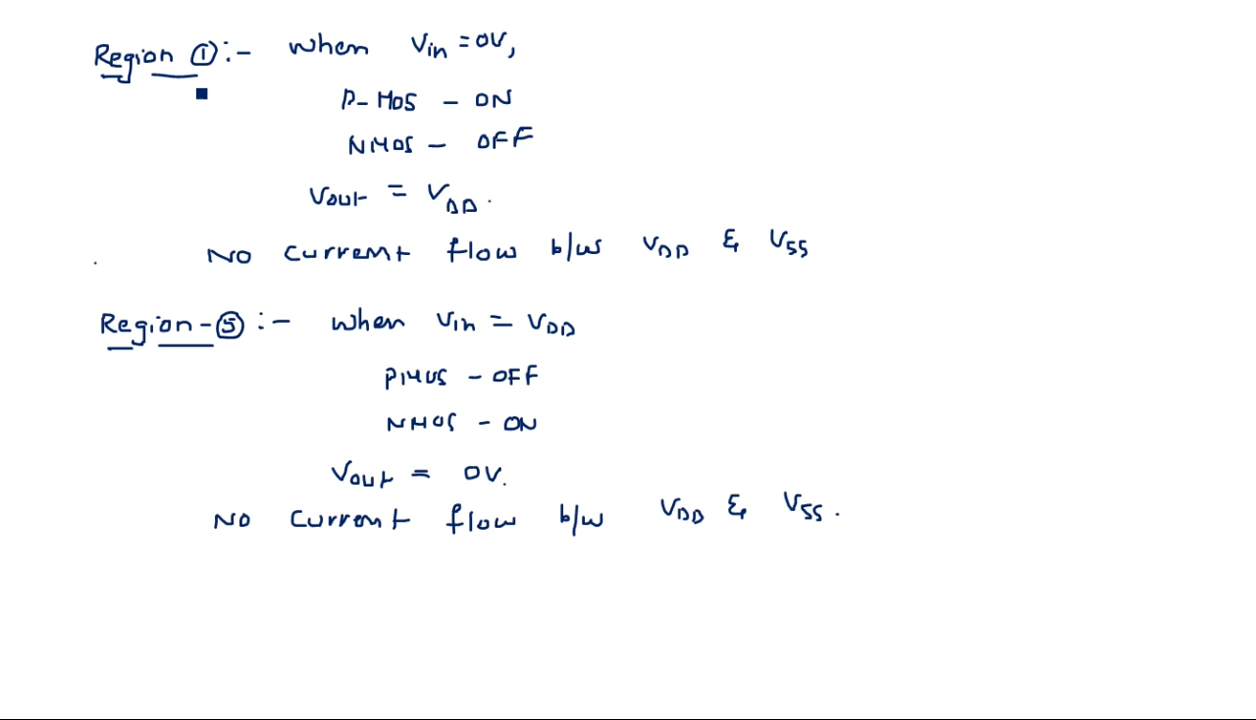 Region ①:- when Vin = 0V,
P-MOS - ON
NMOS - OFF
Vout = VDD.
NO current flow b/w VDD & VSS
Region-⑤:- when Vin = VDD
PMOS - OFF
NMOS - ON
Vout = 0V.
NO current flow b/w VDD & VSS.